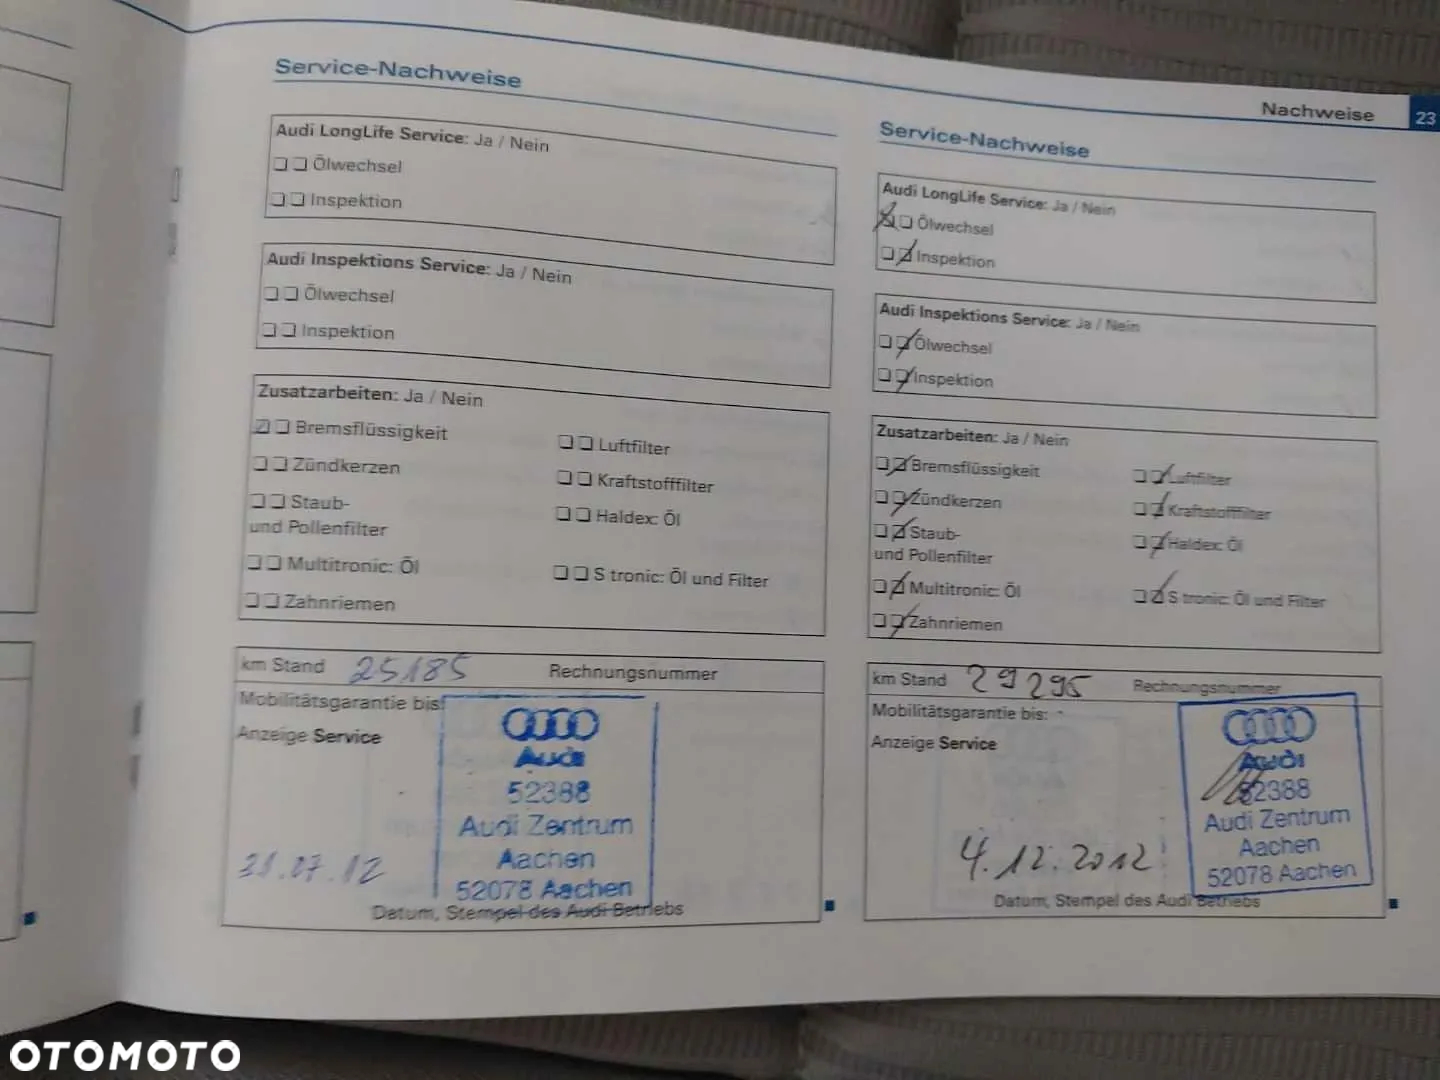 Nachweise 23
Service-Nachweise
Audi LongLife Service: Ja / Nein
Ölwechsel
Inspektion
Audi Inspektions Service: Ja / Nein
Ölwechsel
Inspektion
Zusatzarbeiten: Ja / Nein
Bremsflüssigkeit
Luftfilter
Zündkerzen
Kraftstofffilter
Staub-
und Pollenfilter
Haldex: Öl
Multitronic: Öl
S tronic: Öl und Filter
Zahnriemen
km Stand 25185 Rechnungsnummer
Mobilitätsgarantie bis:
Anzeige Service
Audi
52388
Audi Zentrum
Aachen
52078 Aachen
Datum, Stempel des Audi Betriebs
Service-Nachweise
Audi LongLife Service: Ja / Nein
Ölwechsel
Inspektion
Audi Inspektions Service: Ja / Nein
Ölwechsel
Inspektion
Zusatzarbeiten: Ja / Nein
Bremsflüssigkeit
Luftfilter
Zündkerzen
Kraftstofffilter
Staub-
und Pollenfilter
Haldex: Öl
Multitronic: Öl
S tronic: Öl und Filter
Zahnriemen
km Stand 29295 Rechnungsnummer
Mobilitätsgarantie bis:
Anzeige Service
Audi
52388
Audi Zentrum
Aachen
52078 Aachen
4.12.2012
Datum, Stempel des Audi Betriebs
OTOMOTO